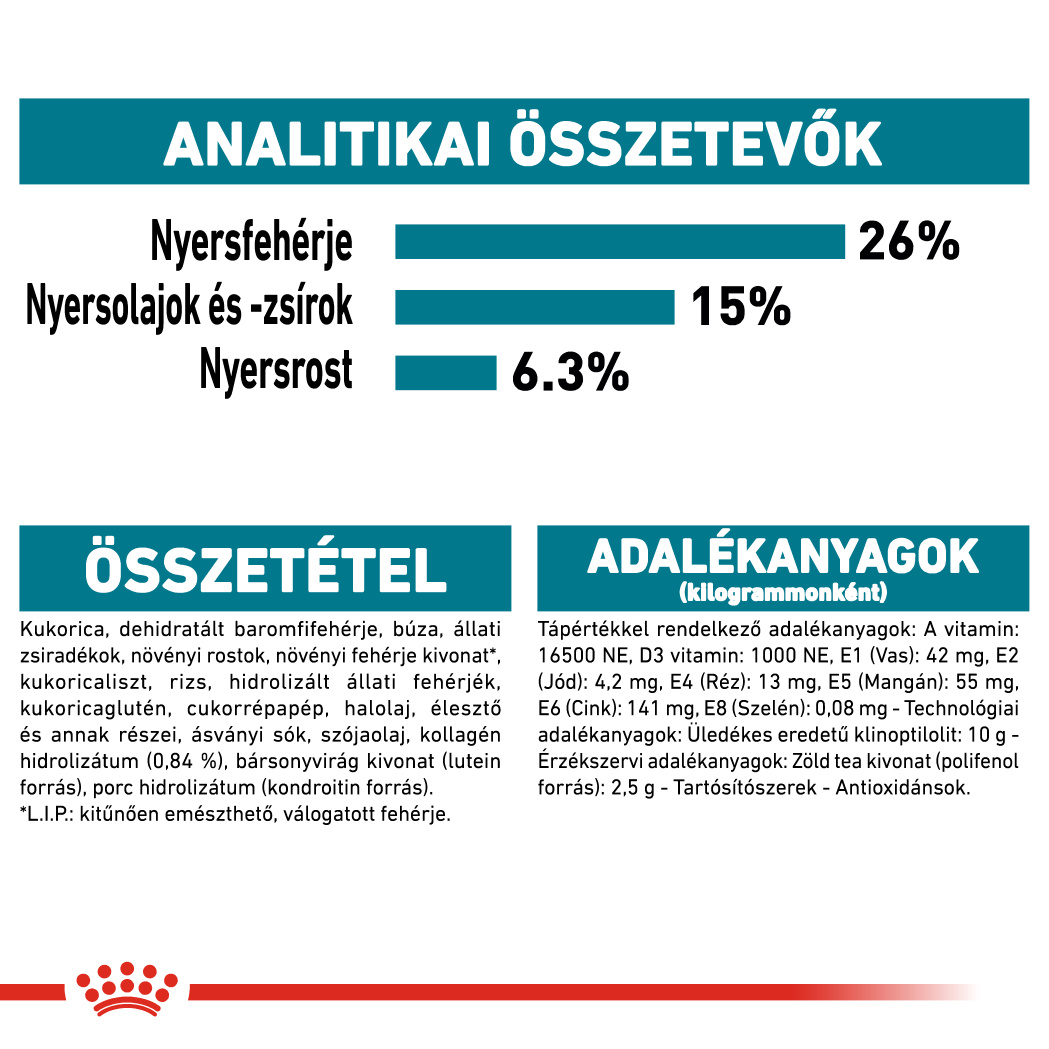 ANALITIKAI ÖSSZETEVŐK
Nyersfehérje 26%
Nyersolajok és -zsírok 15%
Nyersrost 6.3%
ÖSSZETÉTEL
Kukorica, dehidratált baromfifehérje, búza, állati
zsiradékok, növényi rostok, növényi fehérje kivonat*,
kukoricaliszt, rizs, hidrolizált állati fehérjék,
kukoricaglutén, cukorrépapép, halolaj, élesztő
és annak részei, ásványi sók, szójaolaj, kollagén
hidrolizátum (0,84 %), bársonyvirág kivonat (lutein
forrás), porc hidrolizátum (kondroitin forrás).
*L.I.P.: kitűnően emészthető, válogatott fehérje.
ADALÉKANYAGOK
(kilogrammonként)
Tápértékkel rendelkező adalékanyagok: A vitamin:
16500 NE, D3 vitamin: 1000 NE, E1 (Vas): 42 mg, E2
(Jód): 4,2 mg, E4 (Réz): 13 mg, E5 (Mangán): 55 mg,
E6 (Cink): 141 mg, E8 (Szelén): 0,08 mg - Technológiai
adalékanyagok: Üledékes eredetű klinoptilolit: 10 g -
Érzékszervi adalékanyagok: Zöld tea kivonat (polifenol
forrás): 2,5 g - Tartósítószerek - Antioxidánsok.